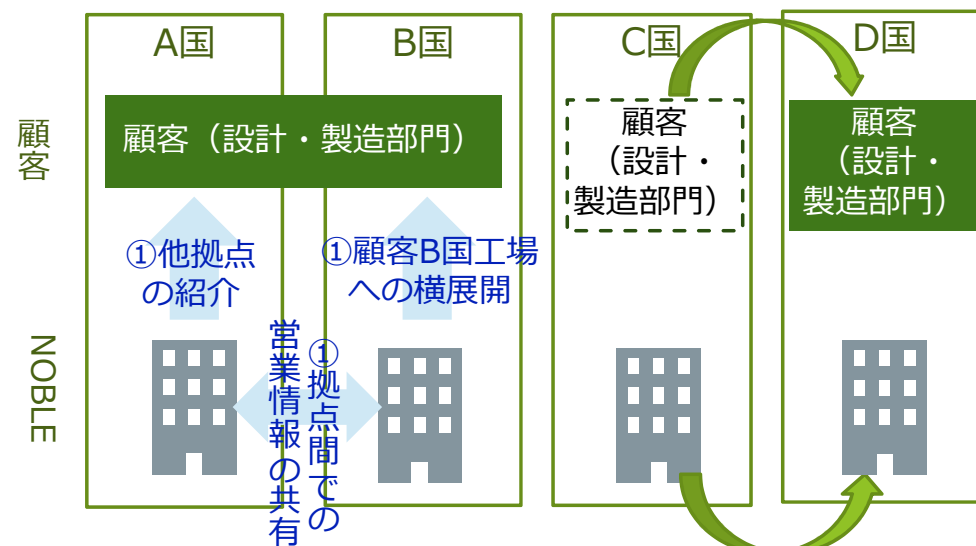 A国
B国
C国
D国
顧客
顧客（設計・製造部門）
顧客
（設計・
製造部門）
顧客
（設計・
製造部門）
①他拠点
の紹介
①顧客B国工場
への横展開
①拠点間での
営業情報の共有
NOBLE